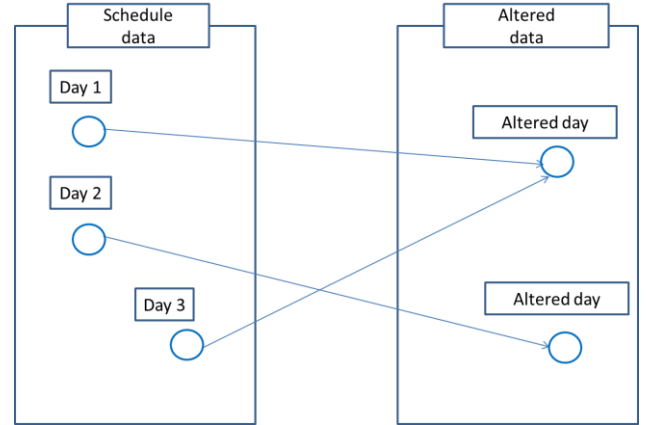 Schedule
data
Altered
data
Day 1
Altered day
Day 2
Day 3
Altered day